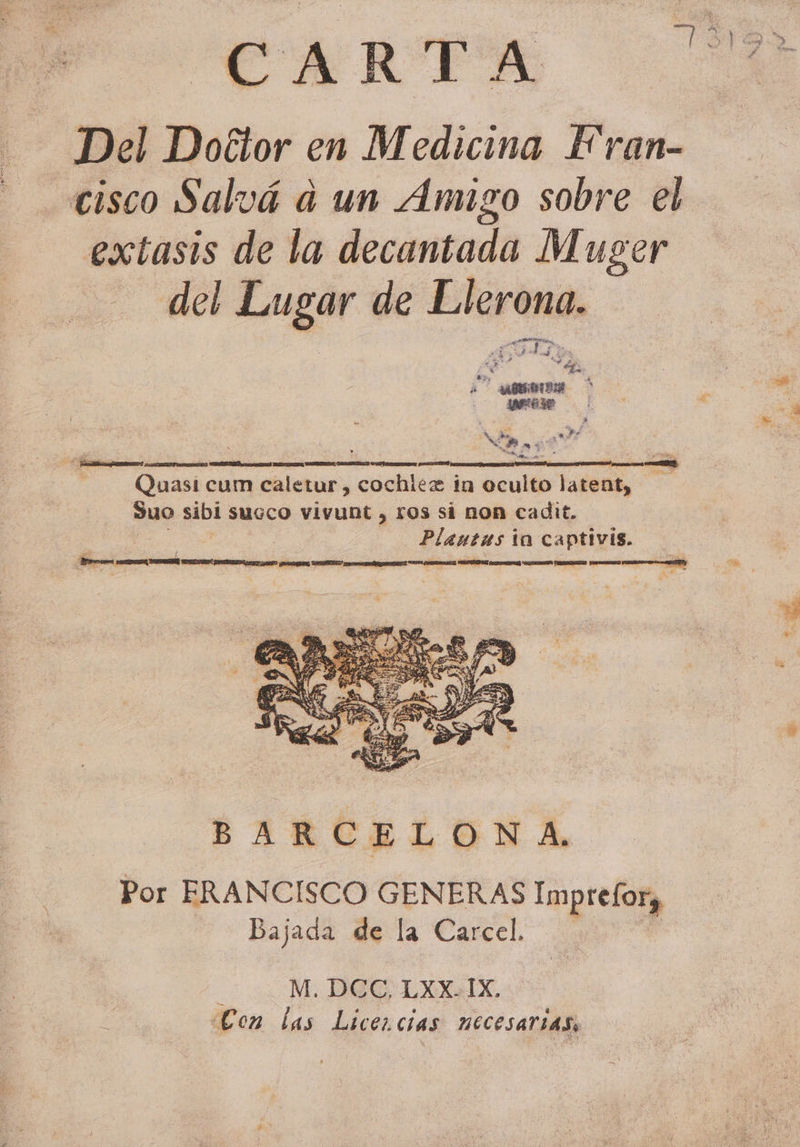 73192
CARTA
Del Doctor en Medicina Fran-
cisco Salvá à un Amigo sobre el
extasis de la decantada Muger
del Lugar de Llerona.
Quasi cum caletur, cochleæ in oculto latent,
Suo sibi succo vivunt, ros si non cadit.
Plautus in captivis.
BARCELONA.
Por FRANCISCO GENERAS Impresor,
Bajada de la Carcel.
M. DCC. LXX. IX.
Con las Licencias necesarias.